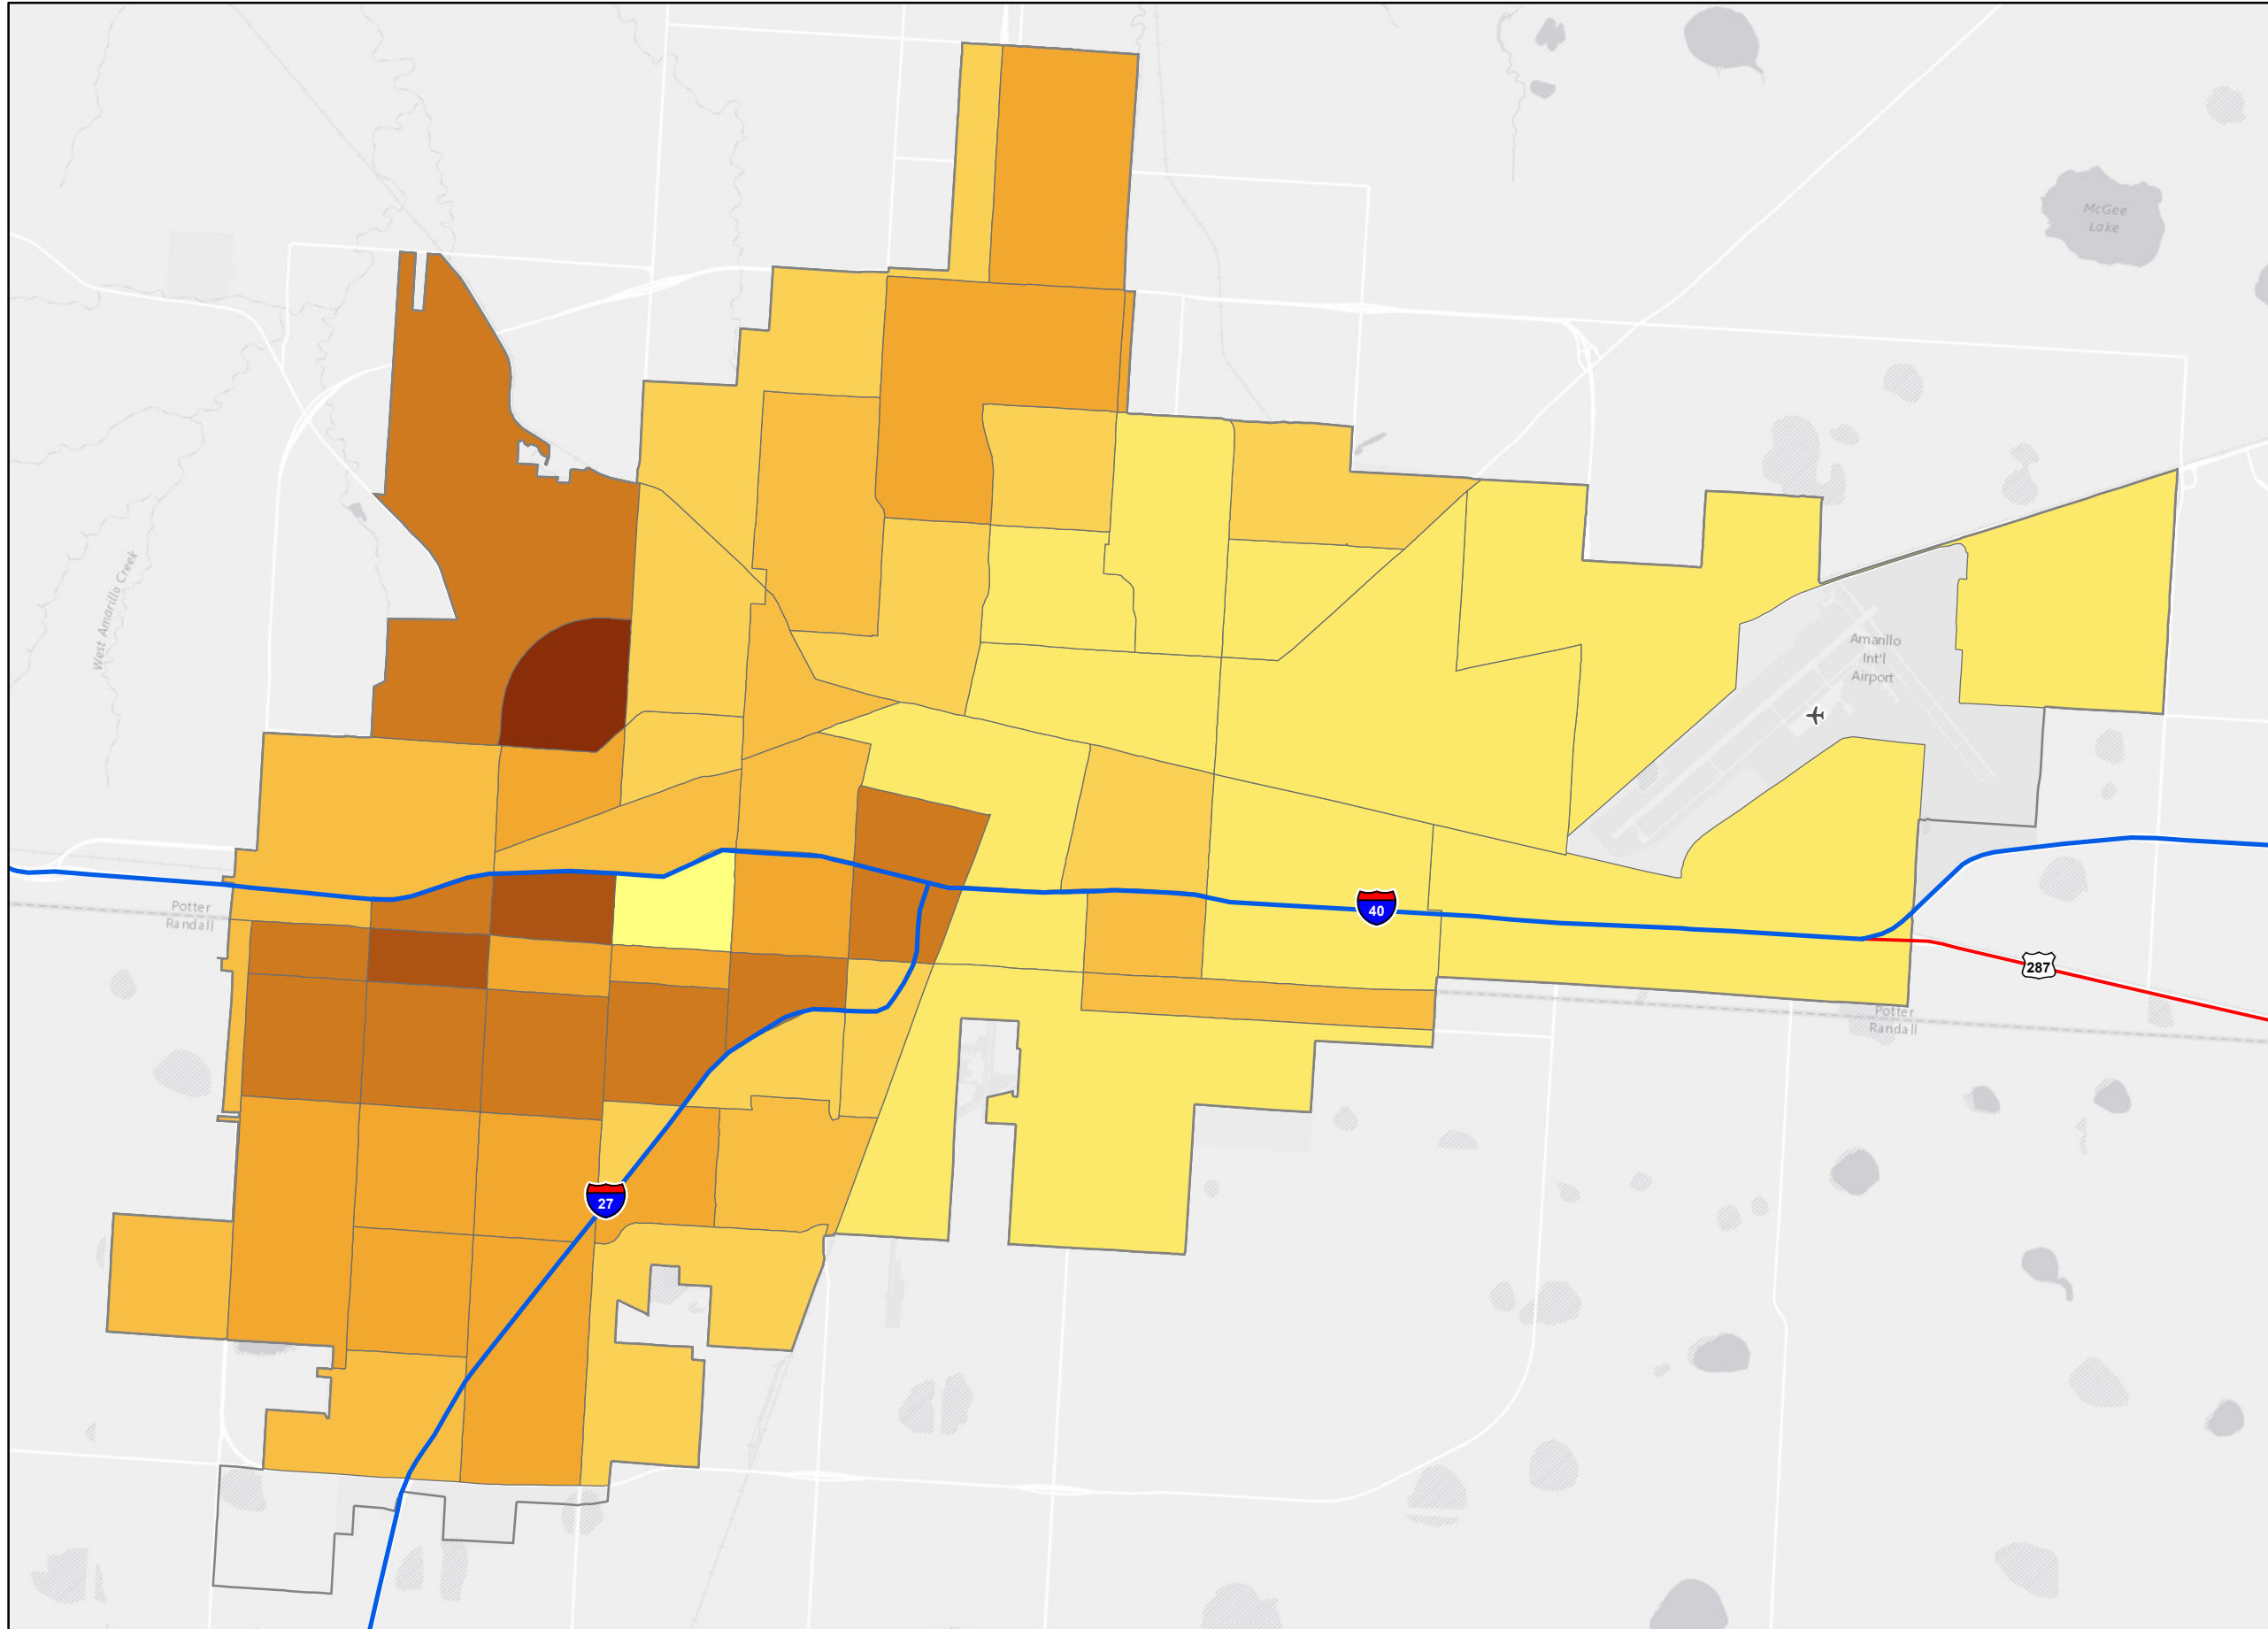 McGee
Lake
West Amarillo Creek
Amarillo
Int'l
Airport
Potter
Randall
40
287
Potter
Randall
27